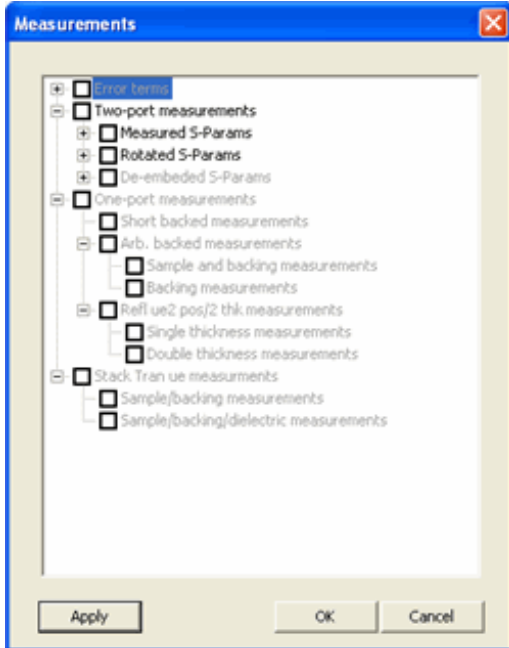 Measurements
Error terms
Two-port measurements
Measured S-Params
Rotated S-Params
De-embeded S-Params
One-port measurements
Short backed measurements
Arb. backed measurements
Sample and backing measurements
Backing measurements
Refl ue2 pos/2 thk measurements
Single thickness measurements
Double thickness measurements
Stack Tran ue measurments
Sample/backing measurements
Sample/backing/dielectric measurements
Apply OK Cancel